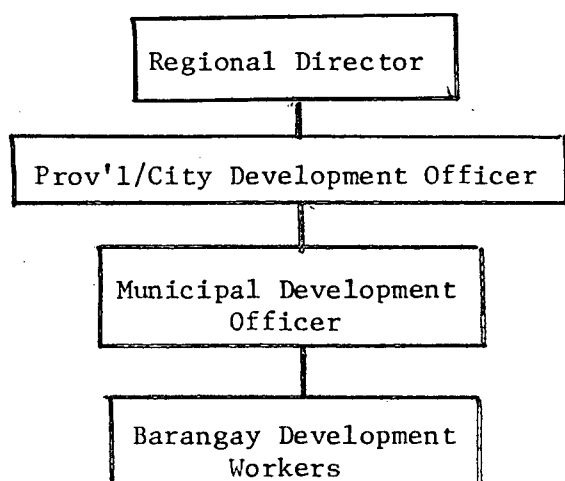 Regional Director
Prov'l/City Development Officer
Municipal Development
Officer
Barangay Development
Workers